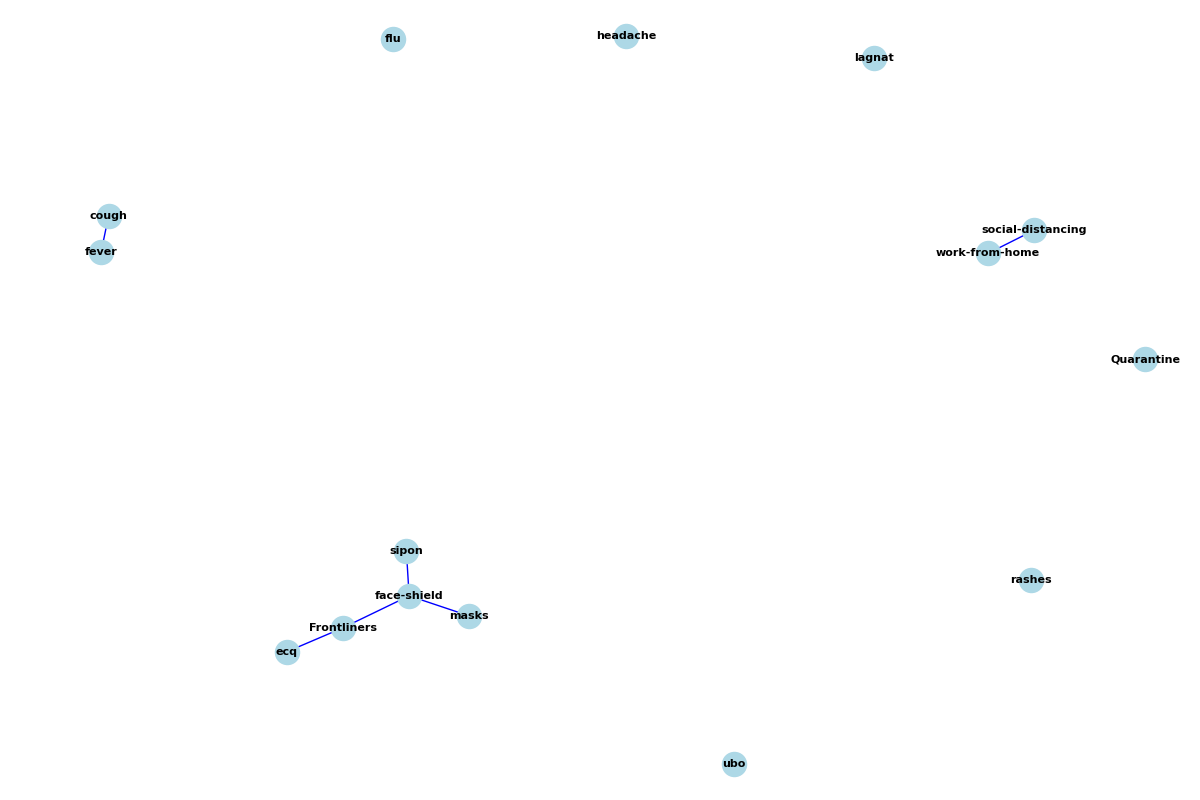 flu
headache
lagnat
cough
fever
social-distancing
work-from-home
Quarantine
sipon
face-shield
masks
Frontliners
ecq
rashes
ubo